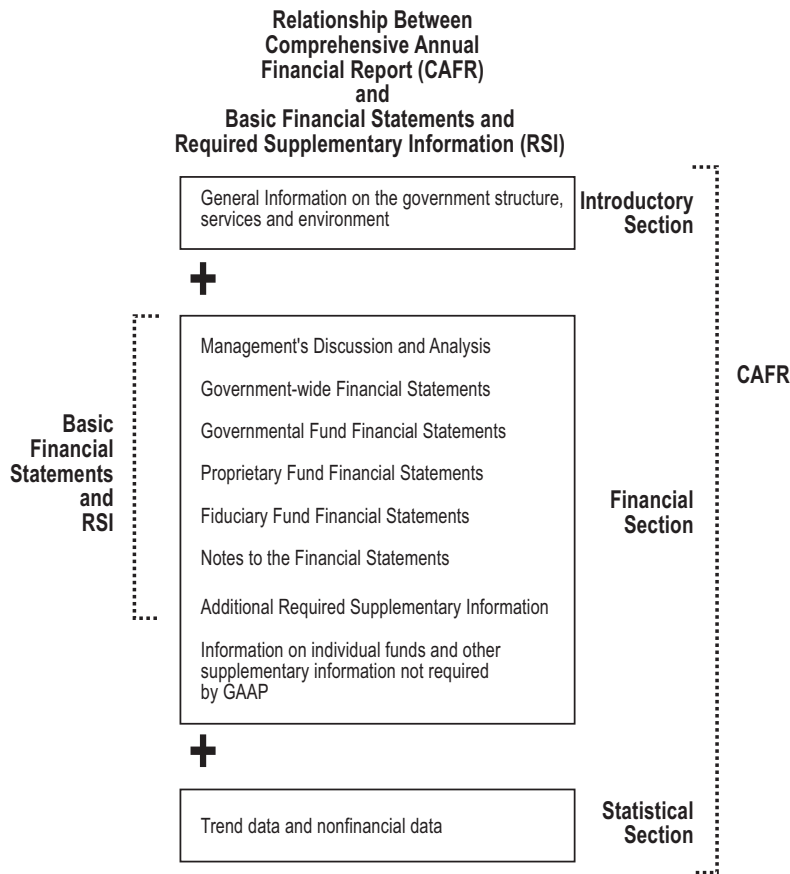 Relationship Between
Comprehensive Annual
Financial Report (CAFR)
and
Basic Financial Statements and
Required Supplementary Information (RSI)
General Information on the government structure,
services and environment
Introductory
Section
+
Management's Discussion and Analysis
Government-wide Financial Statements
Governmental Fund Financial Statements
Proprietary Fund Financial Statements
Fiduciary Fund Financial Statements
Notes to the Financial Statements
Additional Required Supplementary Information
Information on individual funds and other
supplementary information not required
by GAAP
Basic
Financial
Statements
and
RSI
Financial
Section
CAFR
+
Trend data and nonfinancial data
Statistical
Section